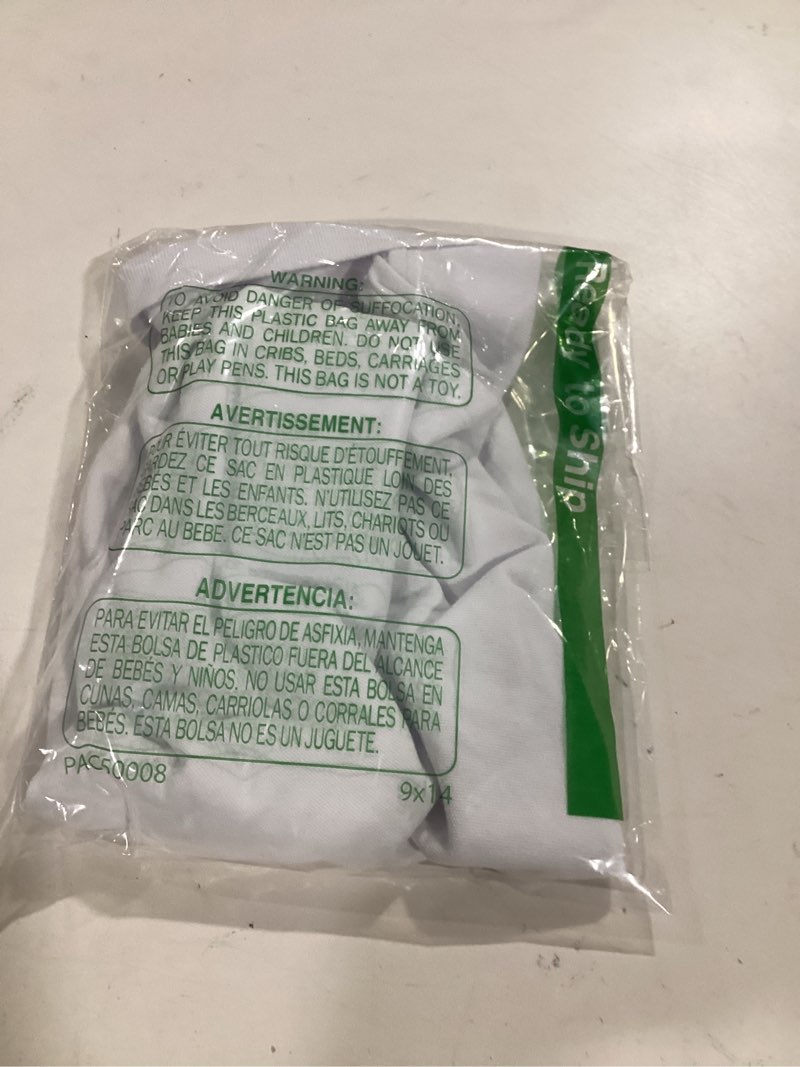 WARNING:
TO AVOID DANGER OF SUFFOCATION,
KEEP THIS PLASTIC BAG AWAY FROM
BABIES AND CHILDREN. DO NOT USE
THIS BAG IN CRIBS, BEDS, CARRIAGES
OR PLAY PENS. THIS BAG IS NOT A TOY.
AVERTISSEMENT:
ÉVITER TOUT RISQUE D'ÉTOUFFEMENT,
CE SAC EN PLASTIQUE LOIN DES
ET LES ENFANTS. N'UTILISEZ PAS CE
DANS LES BERCEAUX, LITS, CHARIOTS OU
AU BEBE. CE SAC N'EST PAS UN JOUET.
ADVERTENCIA:
PARA EVITAR EL PELIGRO DE ASFIXIA, MANTENGA
ESTA BOLSA DE PLASTICO FUERA DEL ALCANCE
DE BEBÉS Y NIÑOS. NO USAR ESTA BOLSA EN
CUNAS, CAMAS, CARRIOLAS O CORRALES PARA
BEBÉS. ESTA BOLSA NO ES UN JUGUETE.
PAC50008
9x14
Ready to Ship